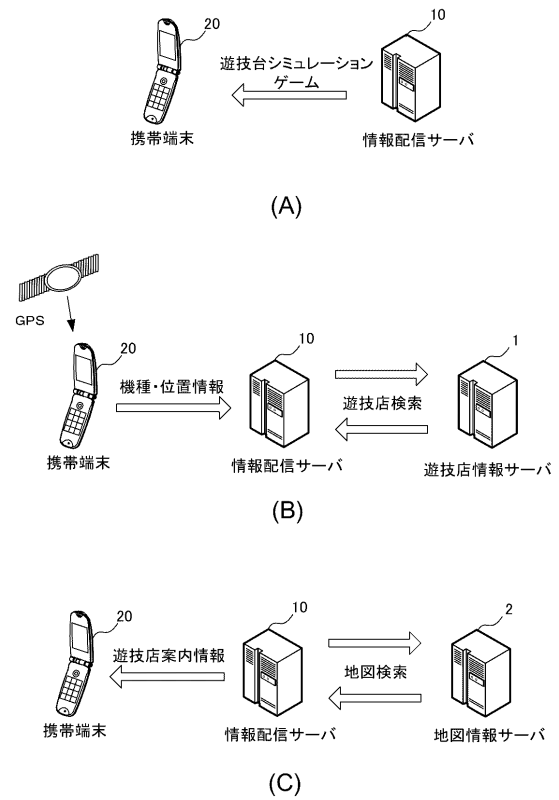 20
10
遊技台シミュレーション
ゲーム
携帯端末
情報配信サーバ
(A)
GPS
20
10
1
機種・位置情報
遊技店検索
携帯端末
情報配信サーバ
遊技店情報サーバ
(B)
20
10
2
遊技店案内情報
地図検索
携帯端末
情報配信サーバ
地図情報サーバ
(C)